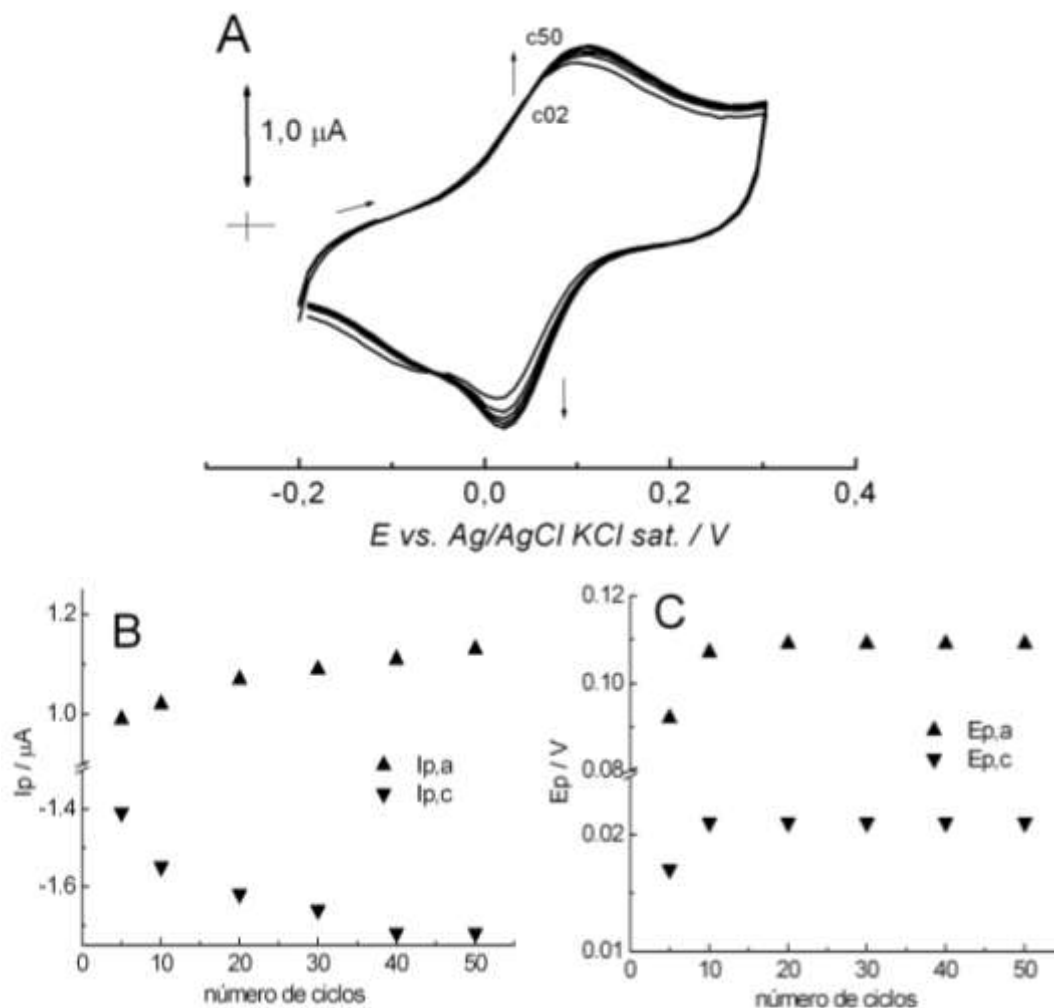 A
c50
c02
1,0 µA
-0,2 0,0 0,2 0,4
E vs. Ag/AgCl KCl sat. / V
B
1.2
1.0
-1.4
-1.6
Ip / µA
Ip,a
Ip,c
0 10 20 30 40 50
número de ciclos
C
0.12
0.10
0.08
0.02
0.01
Ep / V
Ep,a
Ep,c
0 10 20 30 40 50
número de ciclos